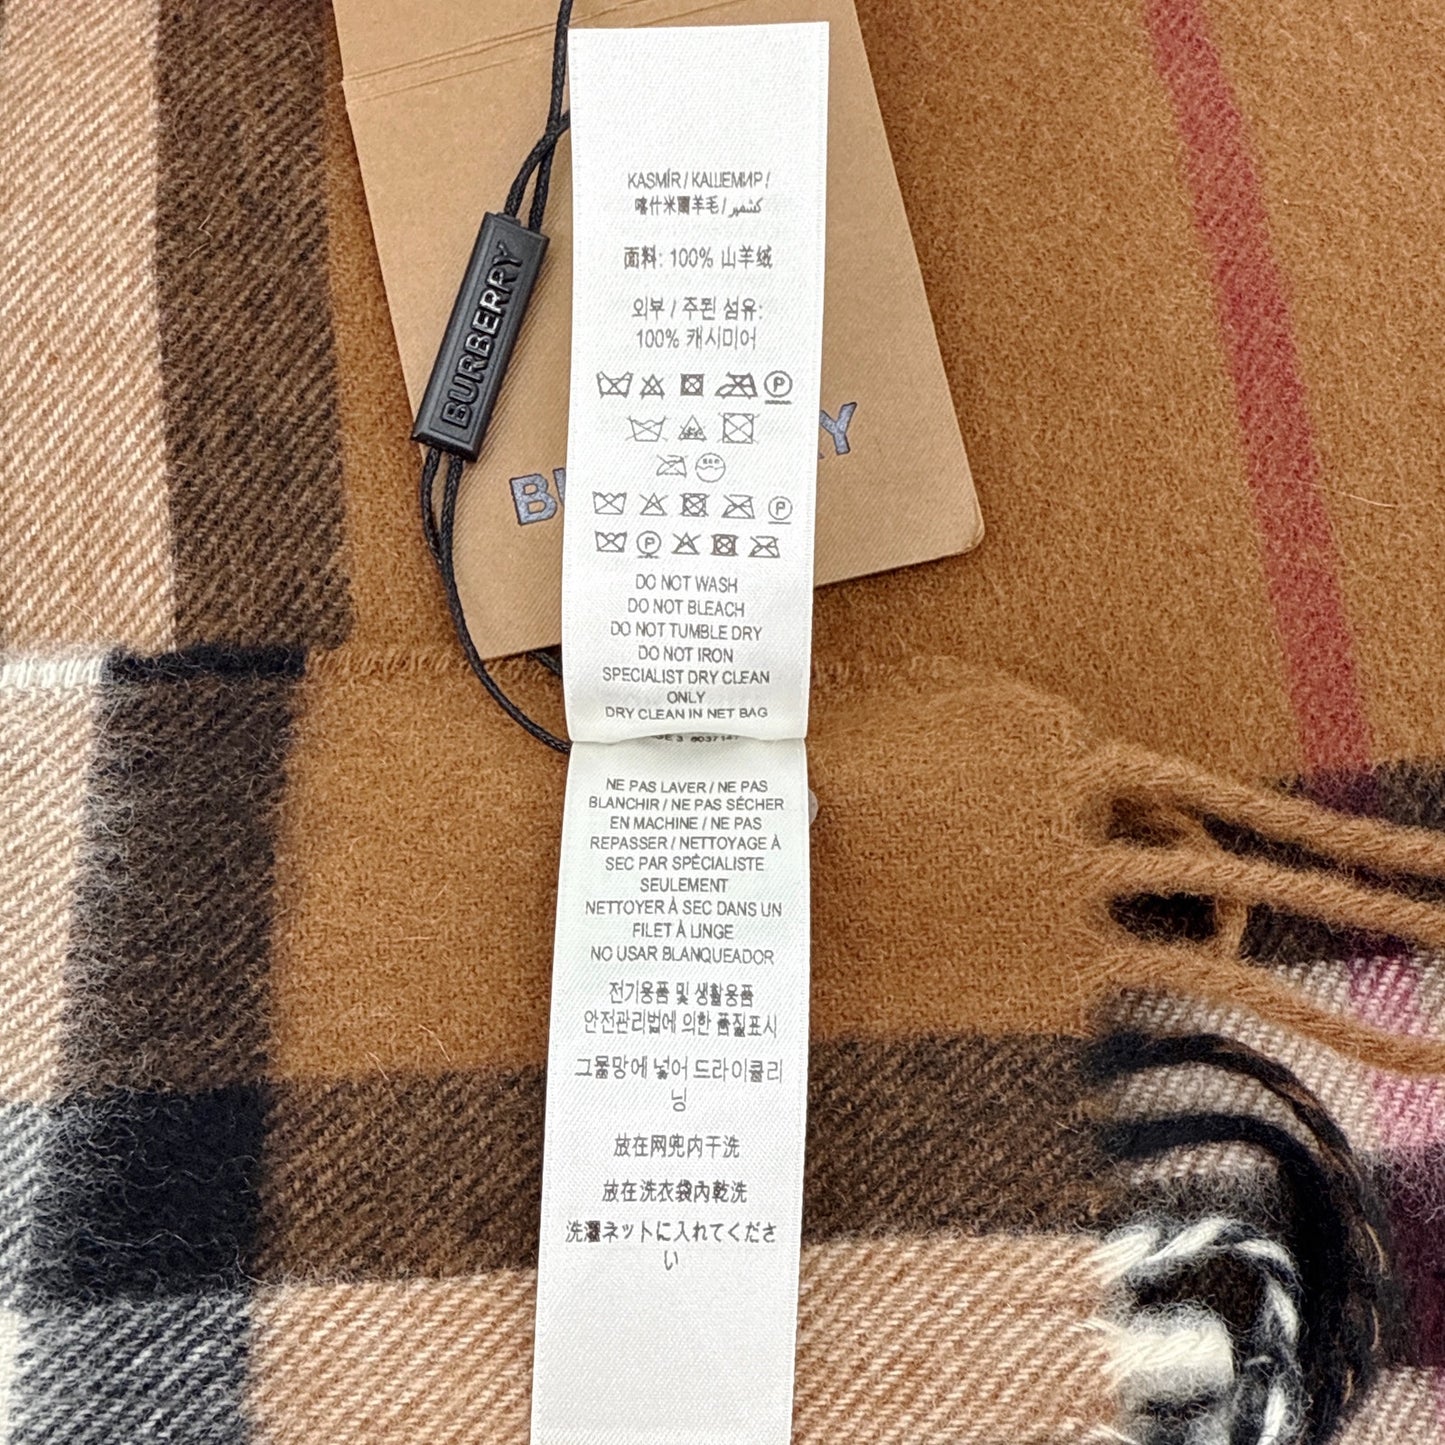 BURBERRY
KASMÍR / КАШЕМИР /
喀什米爾羊毛 / كشمير
面料: 100% 山羊绒
외부 / 주된 섬유:
100% 캐시미어
DO NOT WASH
DO NOT BLEACH
DO NOT TUMBLE DRY
DO NOT IRON
SPECIALIST DRY CLEAN
ONLY
DRY CLEAN IN NET BAG
NE PAS LAVER / NE PAS
BLANCHIR / NE PAS SÉCHER
EN MACHINE / NE PAS
REPASSER / NETTOYAGE À
SEC PAR SPÉCIALISTE
SEULEMENT
NETTOYER À SEC DANS UN
FILET À LINGE
NO USAR BLANQUEADOR
전기용품 및 생활용품
안전관리법에 의한 품질표시
그물망에 넣어 드라이클리
닝
放在网兜内干洗
放在洗衣袋內乾洗
洗濯ネットに入れてくださ
い